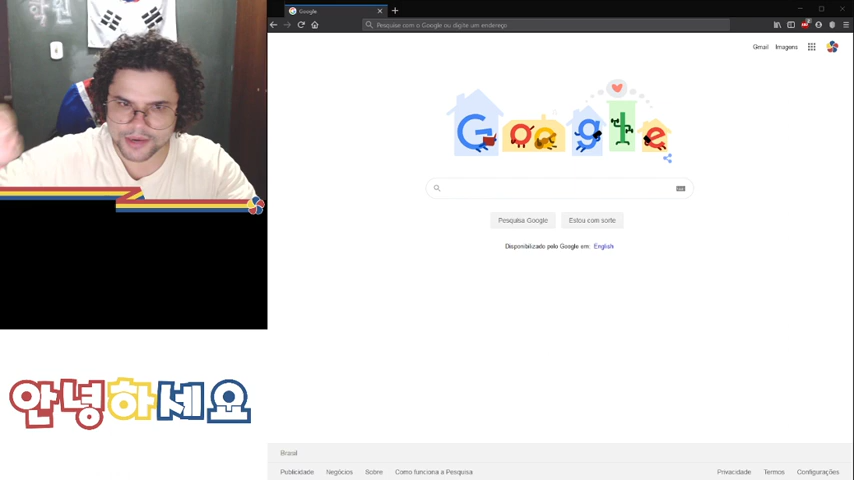 학원
Google
Pesquise com o Google ou digite um endereço
Gmail Imagens
Google
Pesquisa Google Estou com sorte
Disponibilizado pelo Google em: English
안녕하세요
Brasil
Publicidade Negócios Sobre Como funciona a Pesquisa Privacidade Termos Configurações